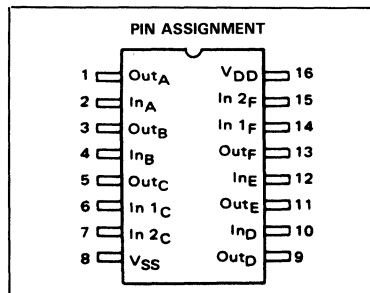 PIN ASSIGNMENT
1 OutA VDD 16
2 InA In 2F 15
3 OutB In 1F 14
4 InB OutF 13
5 OutC InE 12
6 In 1C OutE 11
7 In 2C InD 10
8 VSS OutD 9